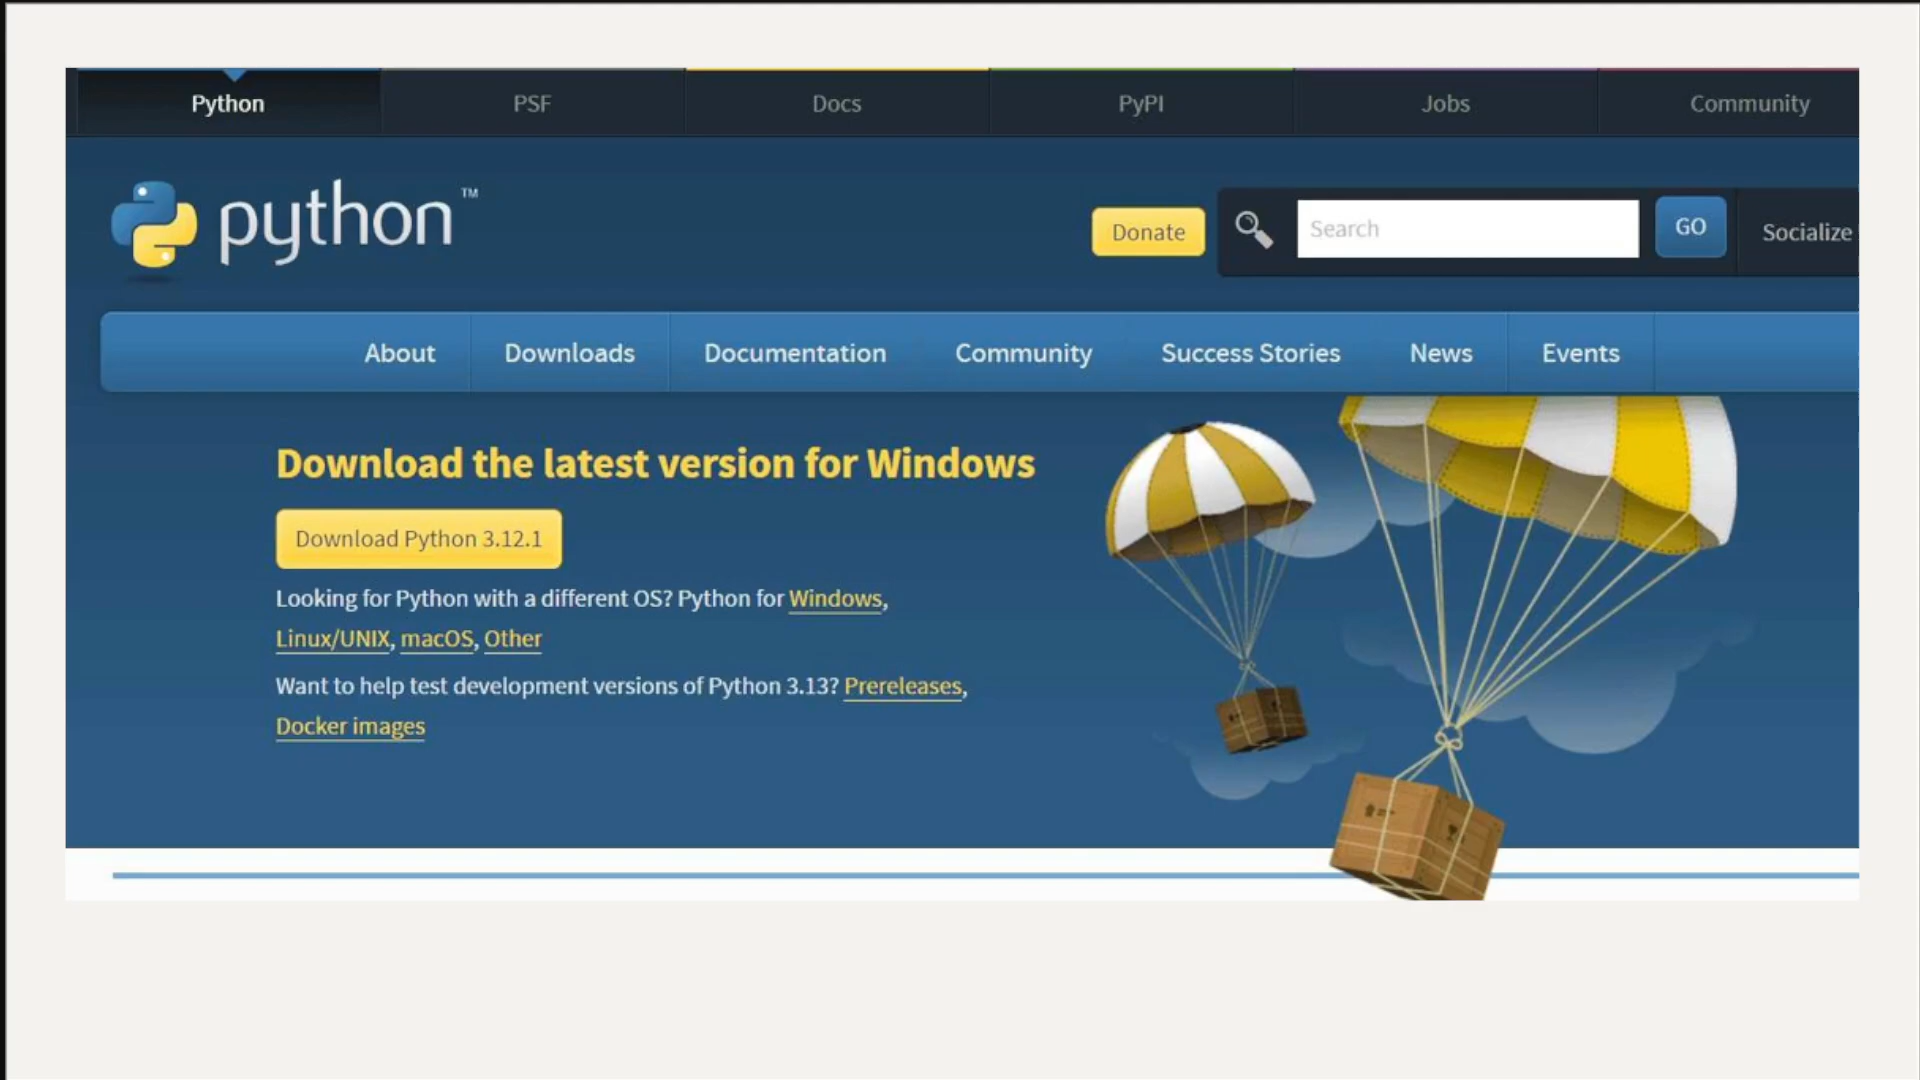 Python PSF Docs PyPI Jobs Community
python™
Donate Search GO Socialize
About Downloads Documentation Community Success Stories News Events
Download the latest version for Windows
Download Python 3.12.1
Looking for Python with a different OS? Python for Windows,
Linux/UNIX, macOS, Other
Want to help test development versions of Python 3.13? Prereleases,
Docker images